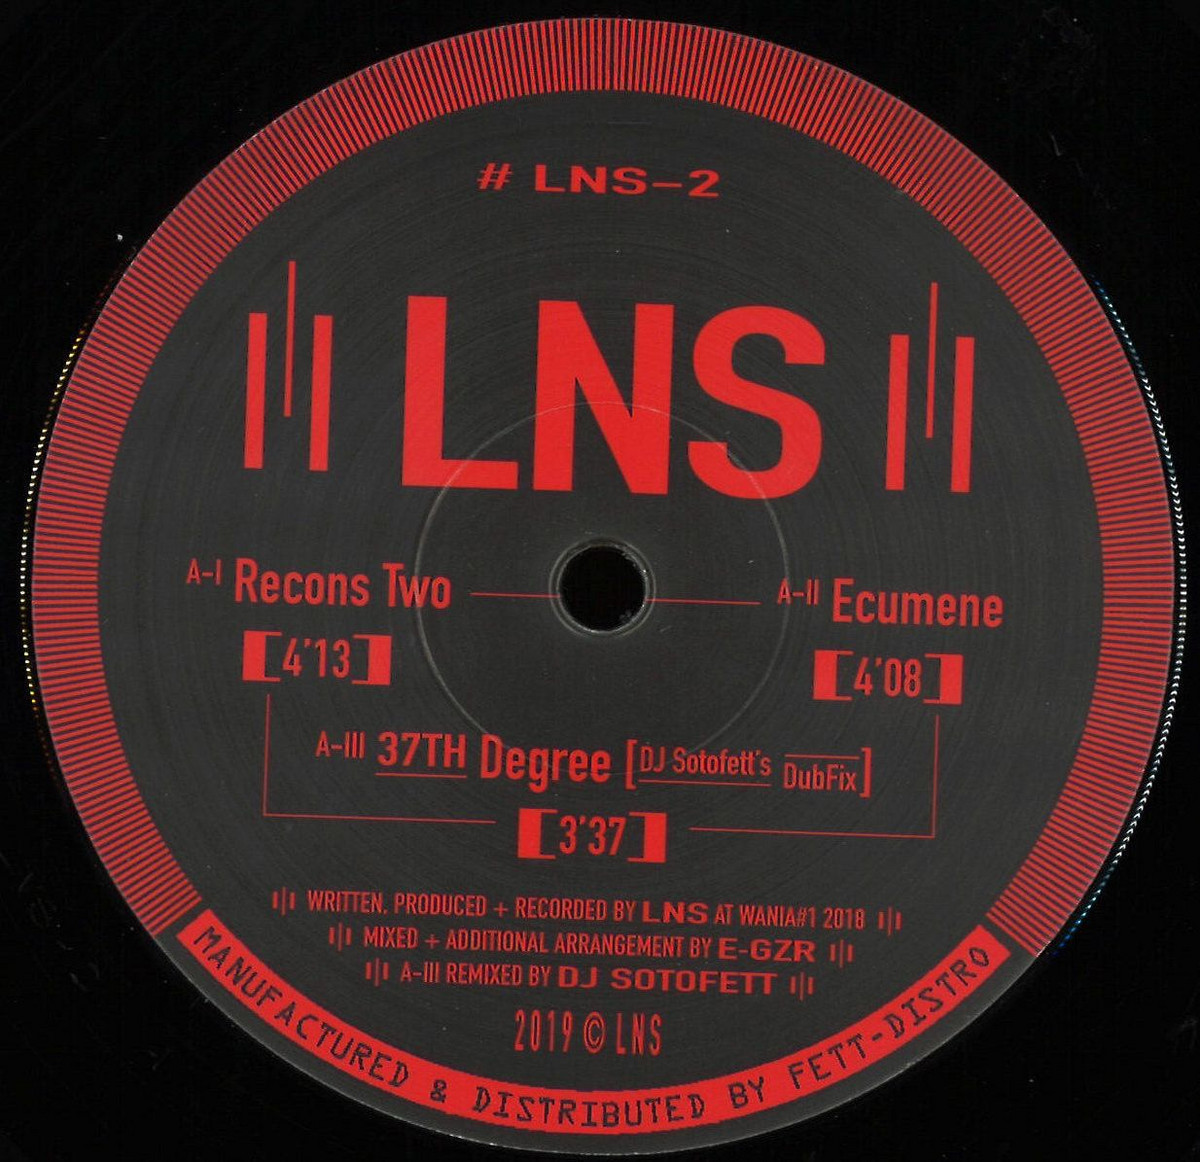 # LNS-2
LNS
A-I Recons Two
[4'13]
A-II Ecumene
[4'08]
A-III 37TH Degree [DJ Sotofett's DubFix]
[3'37]
WRITTEN, PRODUCED + RECORDED BY LNS AT WANIA#1 2018
MIXED + ADDITIONAL ARRANGEMENT BY E-GZR
A-III REMIXED BY DJ SOTOFETT
2019 © LNS
MANUFACTURED & DISTRIBUTED BY FETT-DISTRO